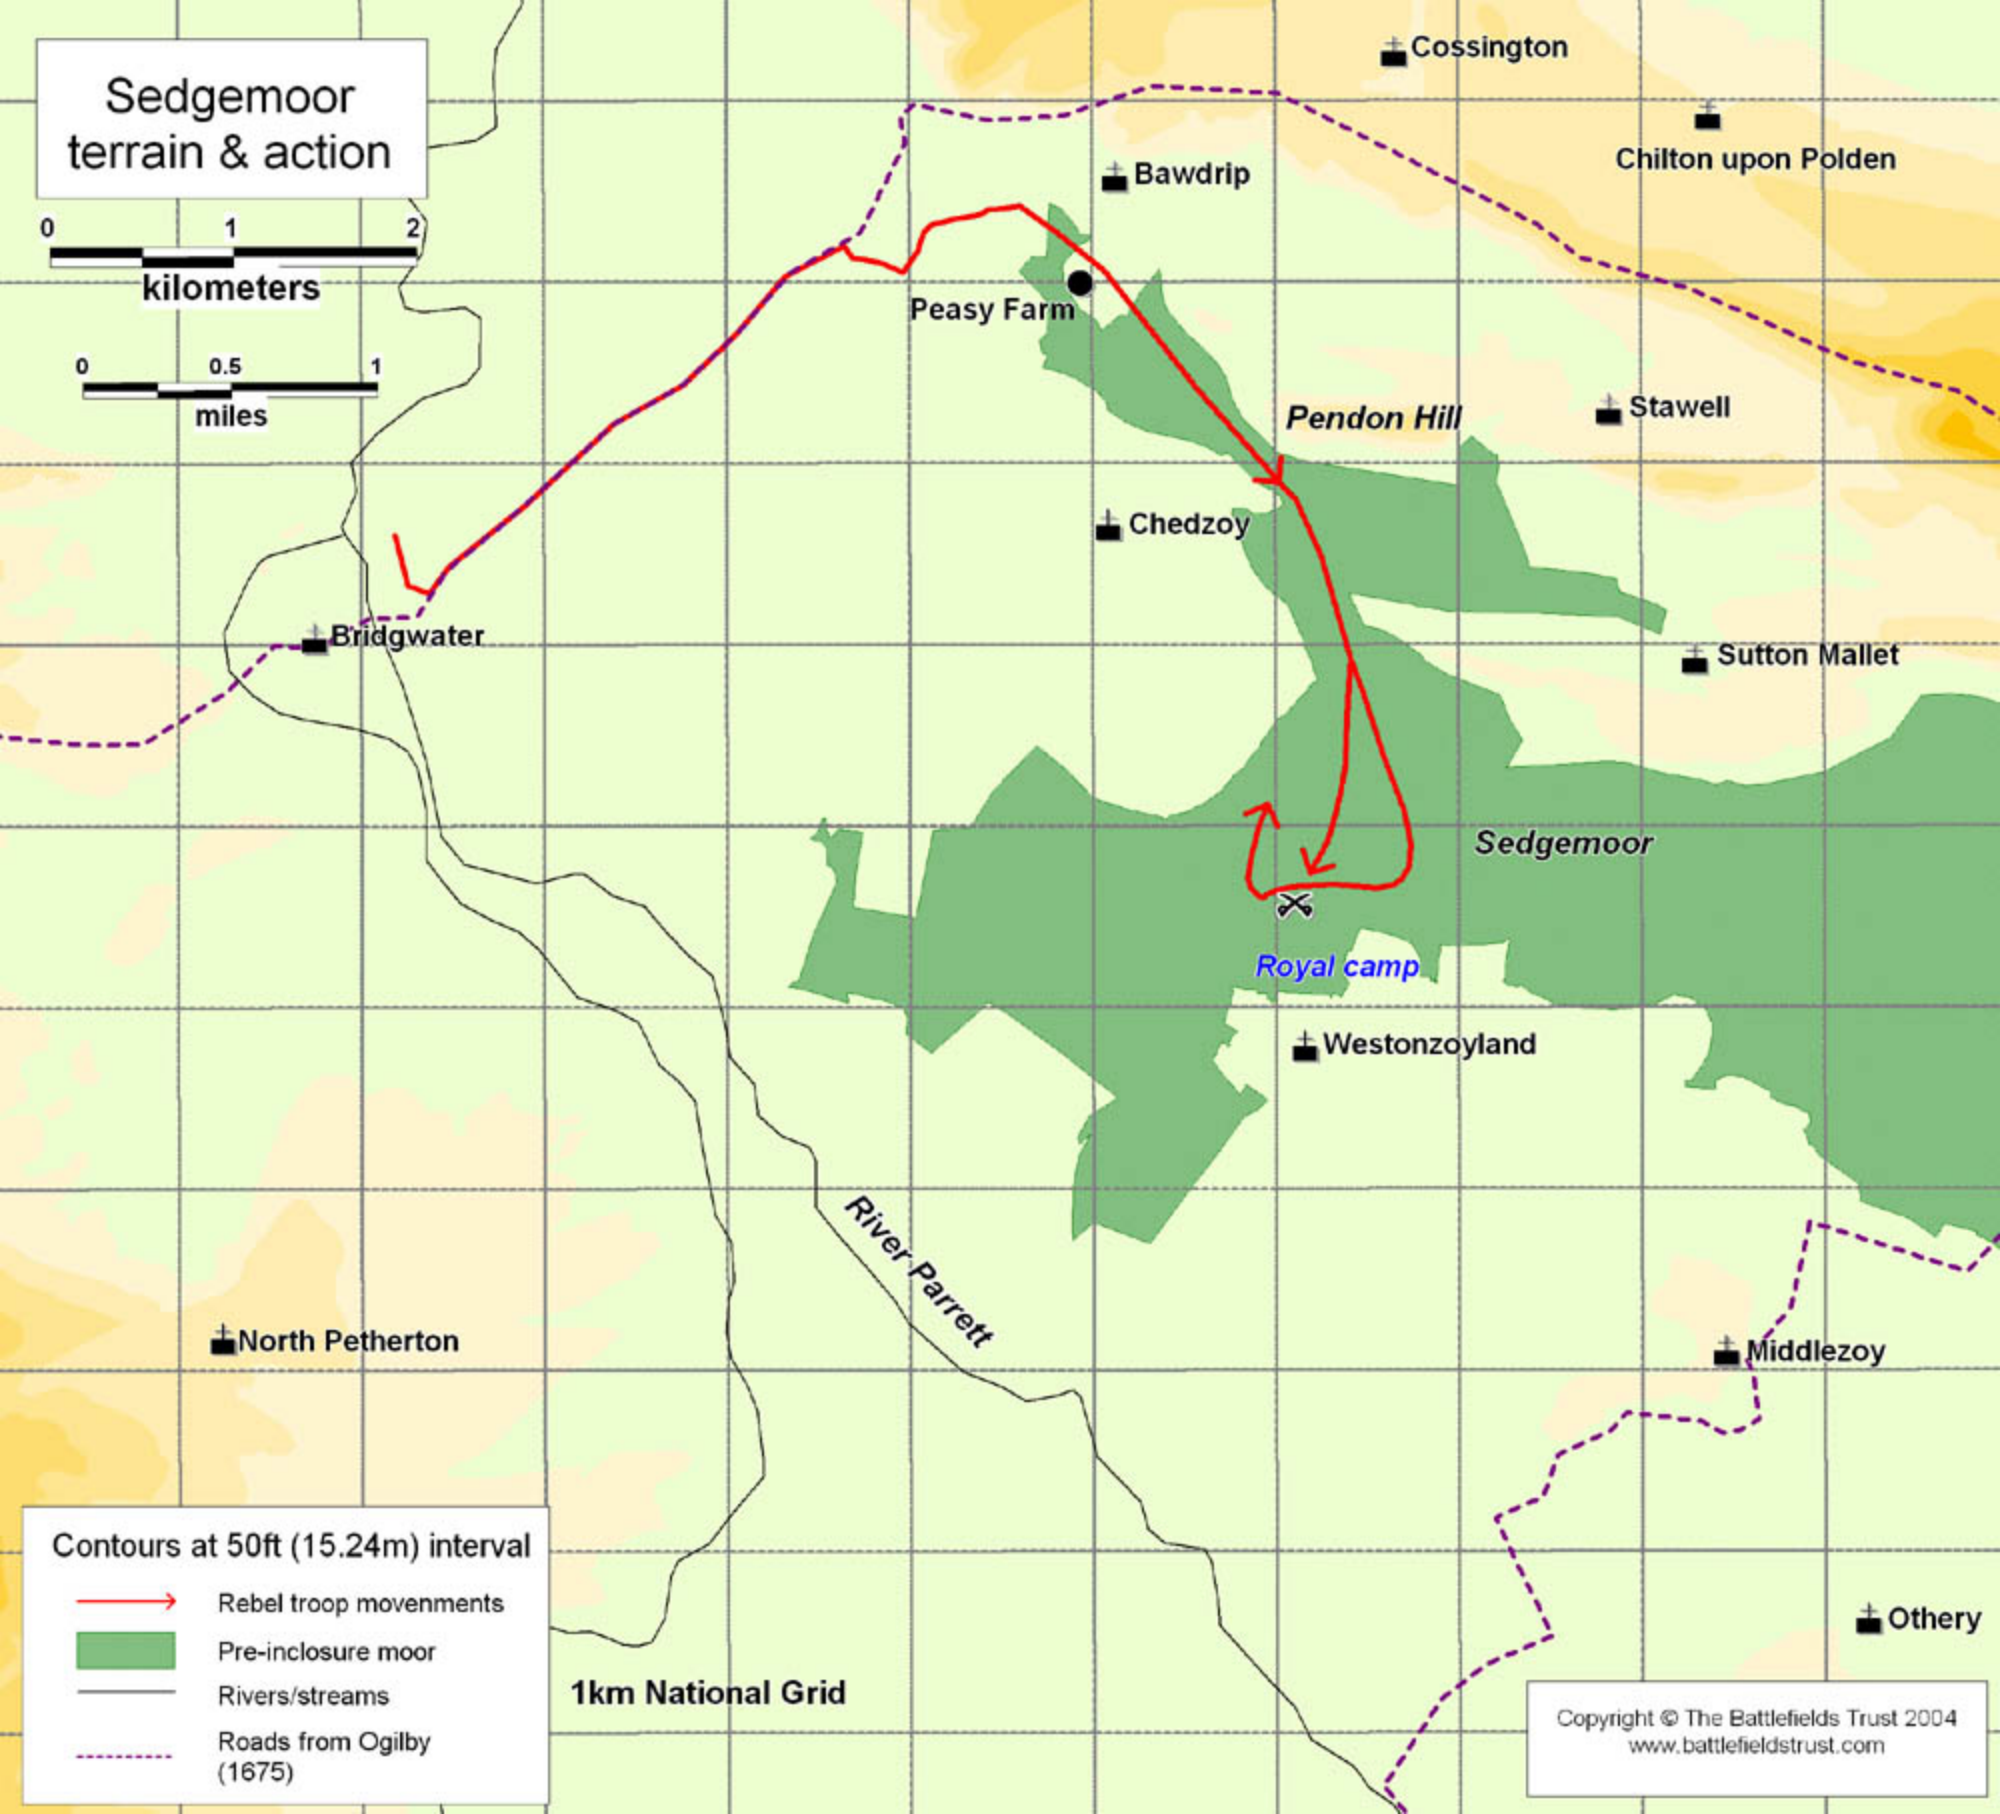 Sedgemoor
terrain & action
0 1 2
kilometers
0 0.5 1
miles
Cossington
Chilton upon Polden
Bawdrip
Peasy Farm
Pendon Hill
Stawell
Chedzoy
Bridgwater
Sutton Mallet
Sedgemoor
Royal camp
Westonzoyland
River Parrett
North Petherton
Middlezoy
Othery
Contours at 50ft (15.24m) interval
Rebel troop movenments
Pre-inclosure moor
Rivers/streams
Roads from Ogilby
(1675)
1km National Grid
Copyright © The Battlefields Trust 2004
www.battlefieldstrust.com